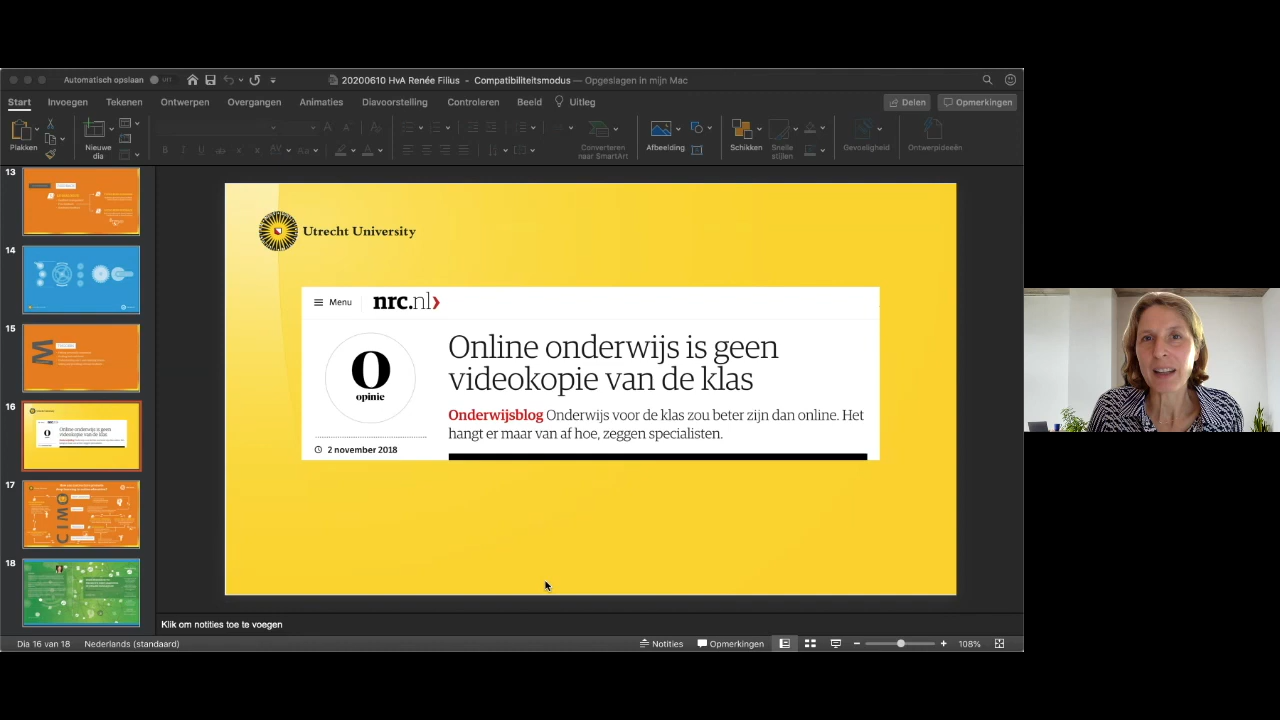 Automatisch opslaan
20200610 HvA Renée Filius - Compatibiliteitsmodus — Opgeslagen in mijn Mac
Start Invoegen Tekenen Ontwerpen Overgangen Animaties Diavoorstelling Controleren Beeld Uitleg Delen Opmerkingen
Plakken
Nieuwe
dia
Converteren
naar SmartArt
Afbeelding
Schikken
Snelle
stijlen
Gevoeligheid
Ontwerpideeën
13
14
15
16
17
18
Utrecht University
Menu nrc.nl
O
opinie
2 november 2018
Online onderwijs is geen
videokopie van de klas
Onderwijsblog Onderwijs voor de klas zou beter zijn dan online. Het
hangt er maar van af hoe, zeggen specialisten.
Klik om notities toe te voegen
Dia 16 van 18 Nederlands (standaard) Notities Opmerkingen 108%